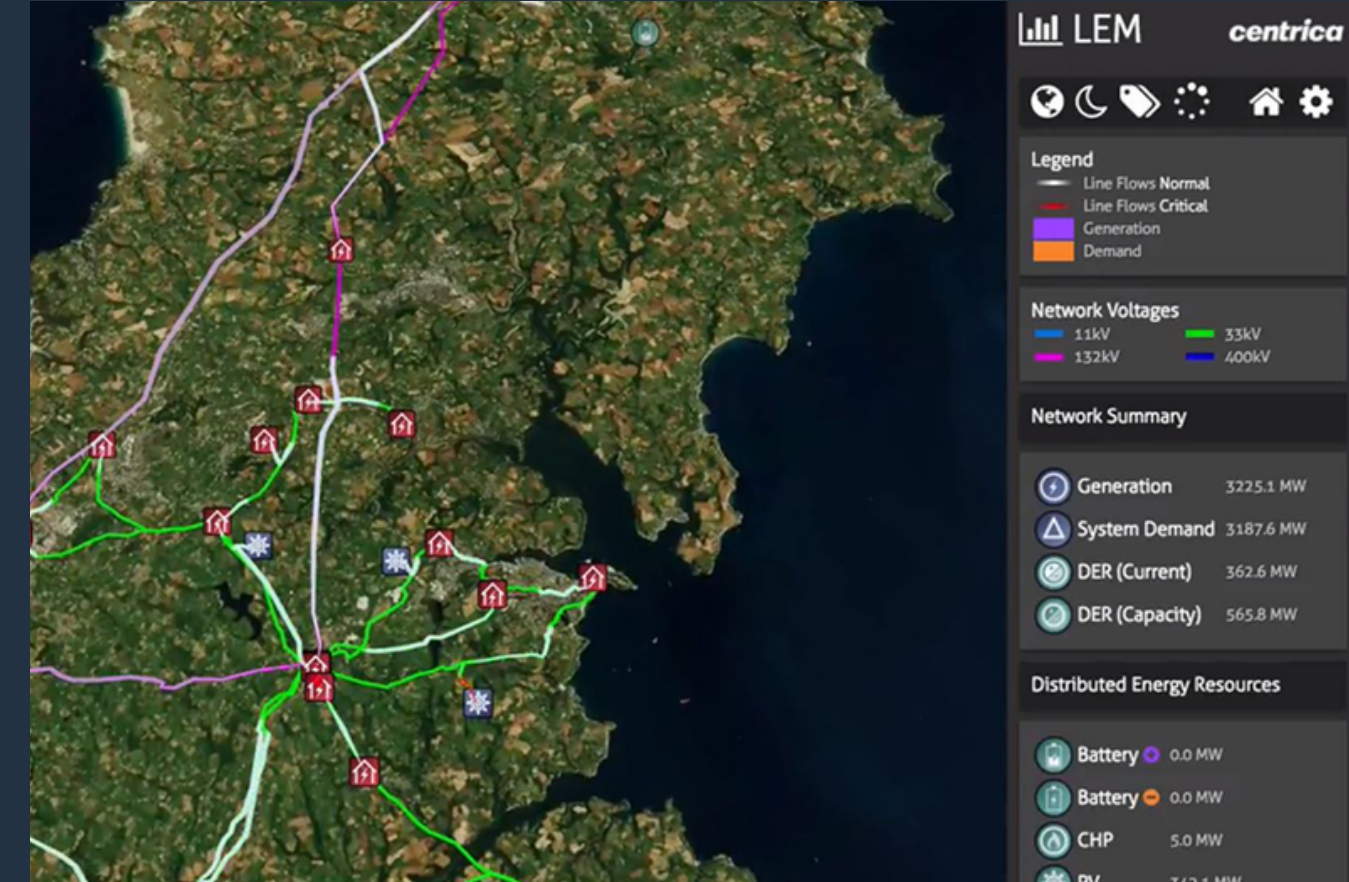 LEM centrica
Legend
Line Flows Normal
Line Flows Critical
Generation
Demand
Network Voltages
11kV 33kV
132kV 400kV
Network Summary
Generation 3225.1 MW
System Demand 3187.6 MW
DER (Current) 362.6 MW
DER (Capacity) 565.8 MW
Distributed Energy Resources
Battery 0.0 MW
Battery 0.0 MW
CHP 5.0 MW
PV